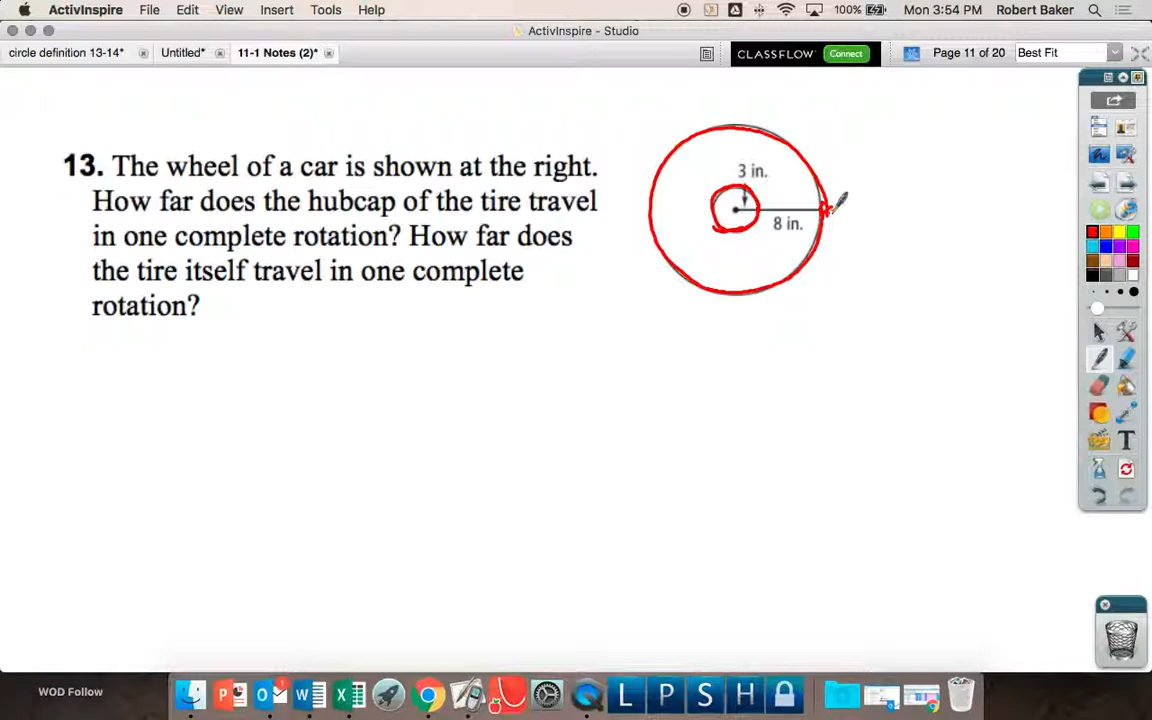 ActivInspire File Edit View Insert Tools Help 100% Mon 3:54 PM Robert Baker
ActivInspire - Studio
circle definition 13-14* Untitled* 11-1 Notes (2)* CLASSFLOW Connect Page 11 of 20 Best Fit
13. The wheel of a car is shown at the right.
How far does the hubcap of the tire travel
in one complete rotation? How far does
the tire itself travel in one complete
rotation?
3 in.
8 in.
T
WOD Follow
P O 1 W X L P S H